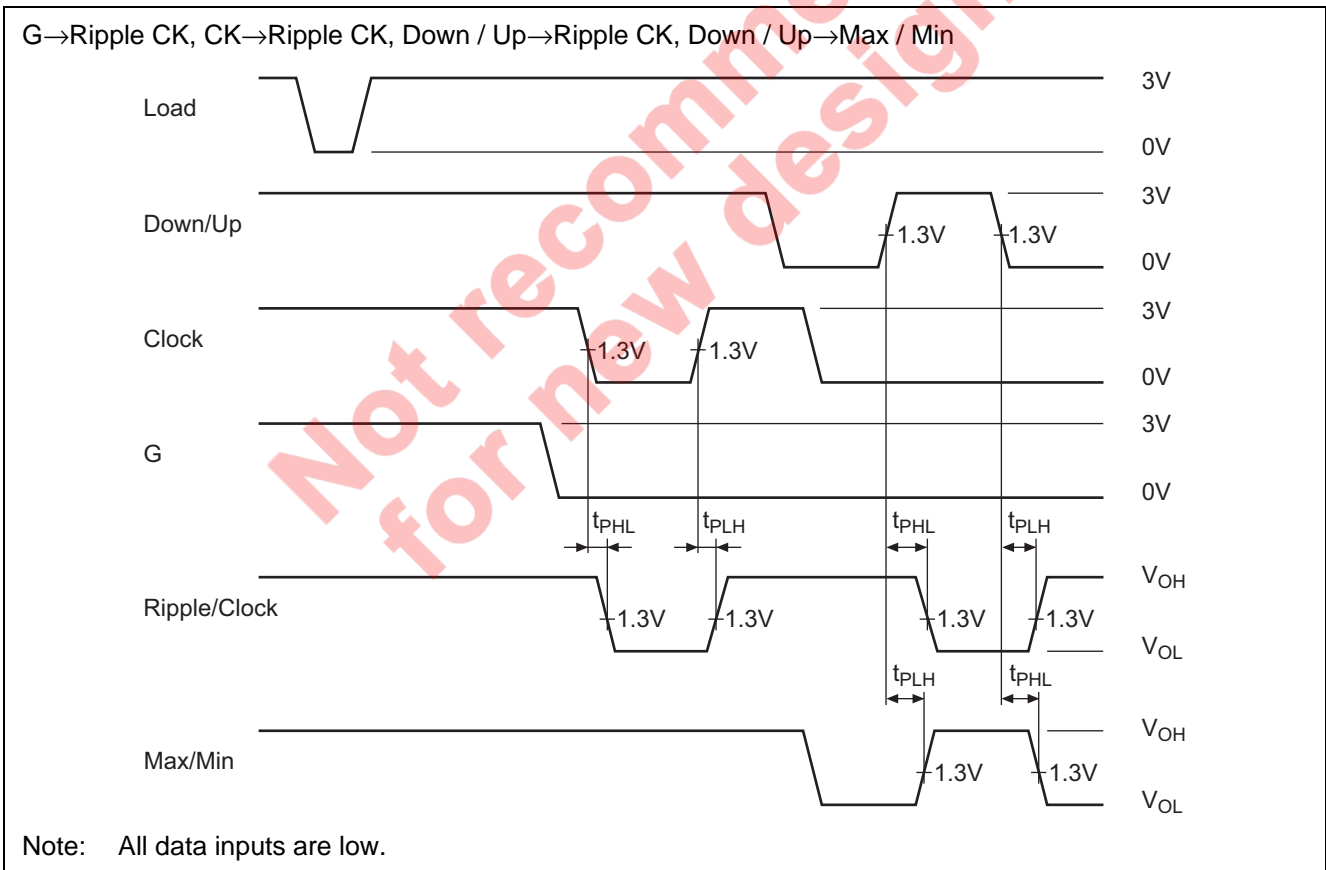 G→Ripple CK, CK→Ripple CK, Down / Up→Ripple CK, Down / Up→Max / Min
Load
3V
0V
Down/Up
1.3V
1.3V
3V
0V
Clock
1.3V
1.3V
3V
0V
G
3V
0V
tPHL
tPLH
tPHL
tPLH
Ripple/Clock
1.3V
1.3V
1.3V
1.3V
VOH
VOL
tPLH
tPHL
Max/Min
1.3V
1.3V
VOH
VOL
Note: All data inputs are low.
Not
for new